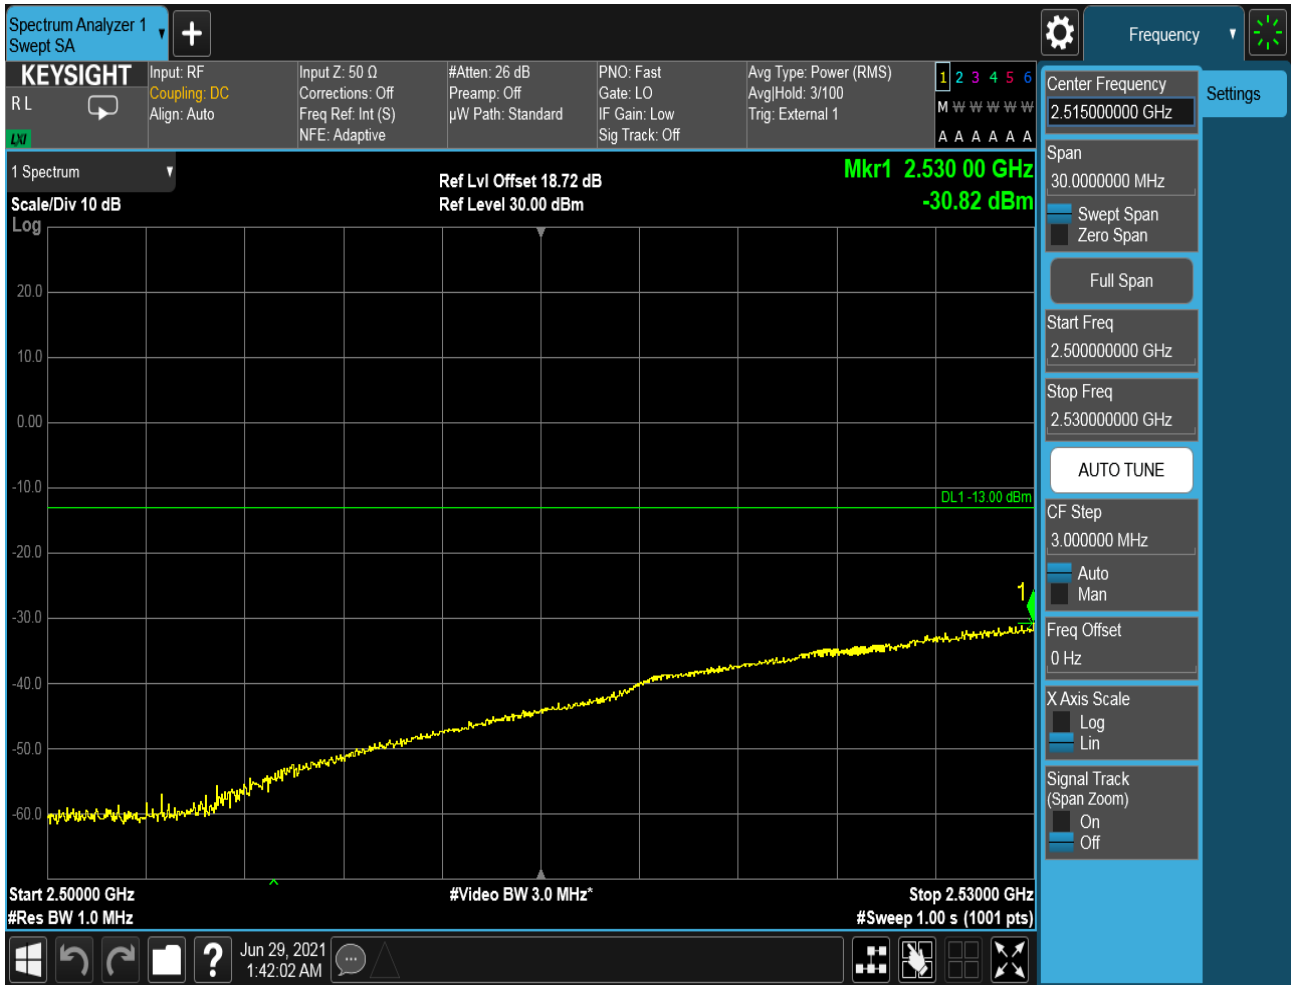 Spectrum Analyzer 1
Swept SA
Frequency
KEYSIGHT
R L
LXI
Input: RF
Coupling: DC
Align: Auto
Input Z: 50 Ω
Corrections: Off
Freq Ref: Int (S)
NFE: Adaptive
#Atten: 26 dB
Preamp: Off
µW Path: Standard
PNO: Fast
Gate: LO
IF Gain: Low
Sig Track: Off
Avg Type: Power (RMS)
Avg|Hold: 3/100
Trig: External 1
1 2 3 4 5 6
M W W W W W
A A A A A A
1 Spectrum
Scale/Div 10 dB
Log
Ref Lvl Offset 18.72 dB
Ref Level 30.00 dBm
Mkr1 2.530 00 GHz
-30.82 dBm
20.0
10.0
0.00
-10.0
-20.0
-30.0
-40.0
-50.0
-60.0
DL1 -13.00 dBm
1
Start 2.50000 GHz
#Res BW 1.0 MHz
#Video BW 3.0 MHz*
Stop 2.53000 GHz
#Sweep 1.00 s (1001 pts)
Jun 29, 2021
1:42:02 AM
Center Frequency
2.515000000 GHz
Settings
Span
30.0000000 MHz
Swept Span
Zero Span
Full Span
Start Freq
2.500000000 GHz
Stop Freq
2.530000000 GHz
AUTO TUNE
CF Step
3.000000 MHz
Auto
Man
Freq Offset
0 Hz
X Axis Scale
Log
Lin
Signal Track
(Span Zoom)
On
Off